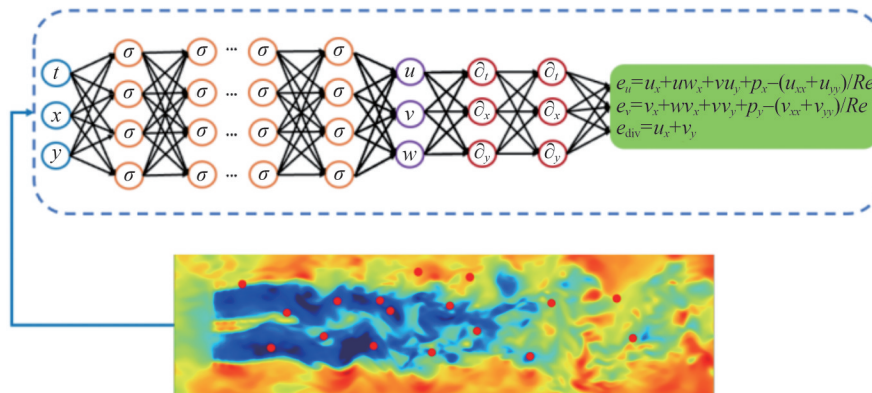 t σ σ ... σ σ u ∂̂t ∂̂t
x σ σ ... σ σ v ∂̂x ∂̂x
y σ σ ... σ σ w ∂̂y ∂̂y
σ σ ... σ σ
eu=ux+uwx+vuy+px−(uxx+uyy)/Re
ev=vx+wvx+vvy+py−(vxx+vyy)/Re
ediv=ux+vy